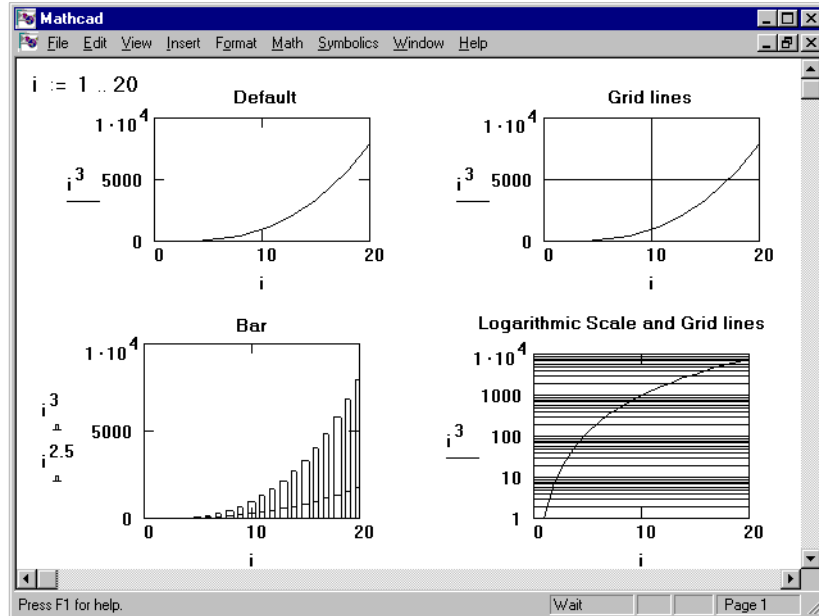 Mathcad
File Edit View Insert Format Math Symbolics Window Help
i := 1 .. 20
Default
1·10^4
i^3
5000
0
0 10 20
i
Grid lines
1·10^4
i^3
5000
0
0 10 20
i
Bar
1·10^4
i^3
5000
i^2.5
0
0 10 20
i
Logarithmic Scale and Grid lines
1·10^4
1000
i^3
100
10
1
0 10 20
i
Press F1 for help. Wait Page 1